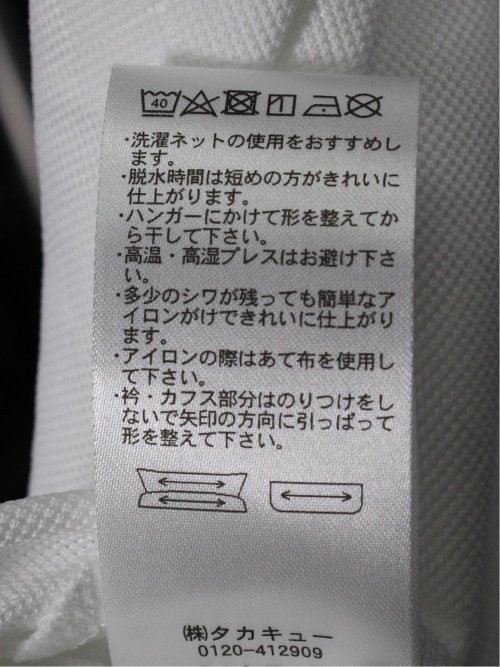 40
・洗濯ネットの使用をおすすめし
ます。
・脱水時間は短めの方がきれいに
仕上がります。
・ハンガーにかけて形を整えてか
ら干して下さい。
・高温・高湿プレスはお避け下さ
い。
・多少のシワが残っても簡単なア
イロンがけできれいに仕上がり
ます。
・アイロンの際はあて布を使用し
て下さい。
・衿・カフス部分はのりつけをし
ないで矢印の方向に引っぱって
形を整えて下さい。
(株)タカキュー
0120-412909